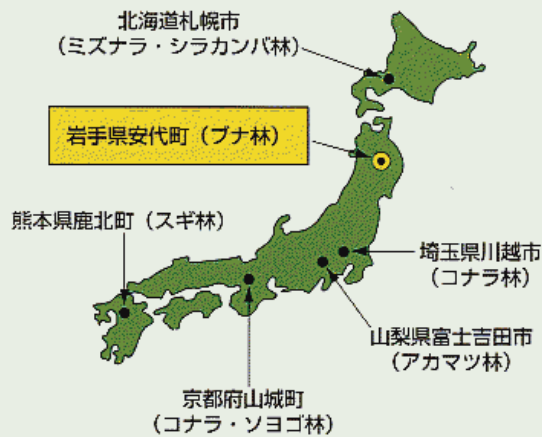 北海道札幌市
（ミズナラ・シラカンバ林）
岩手県安代町（ブナ林）
熊本県鹿北町（スギ林）
埼玉県川越市
（コナラ林）
山梨県富士吉田市
（アカマツ林）
京都府山城町
（コナラ・ソヨゴ林）